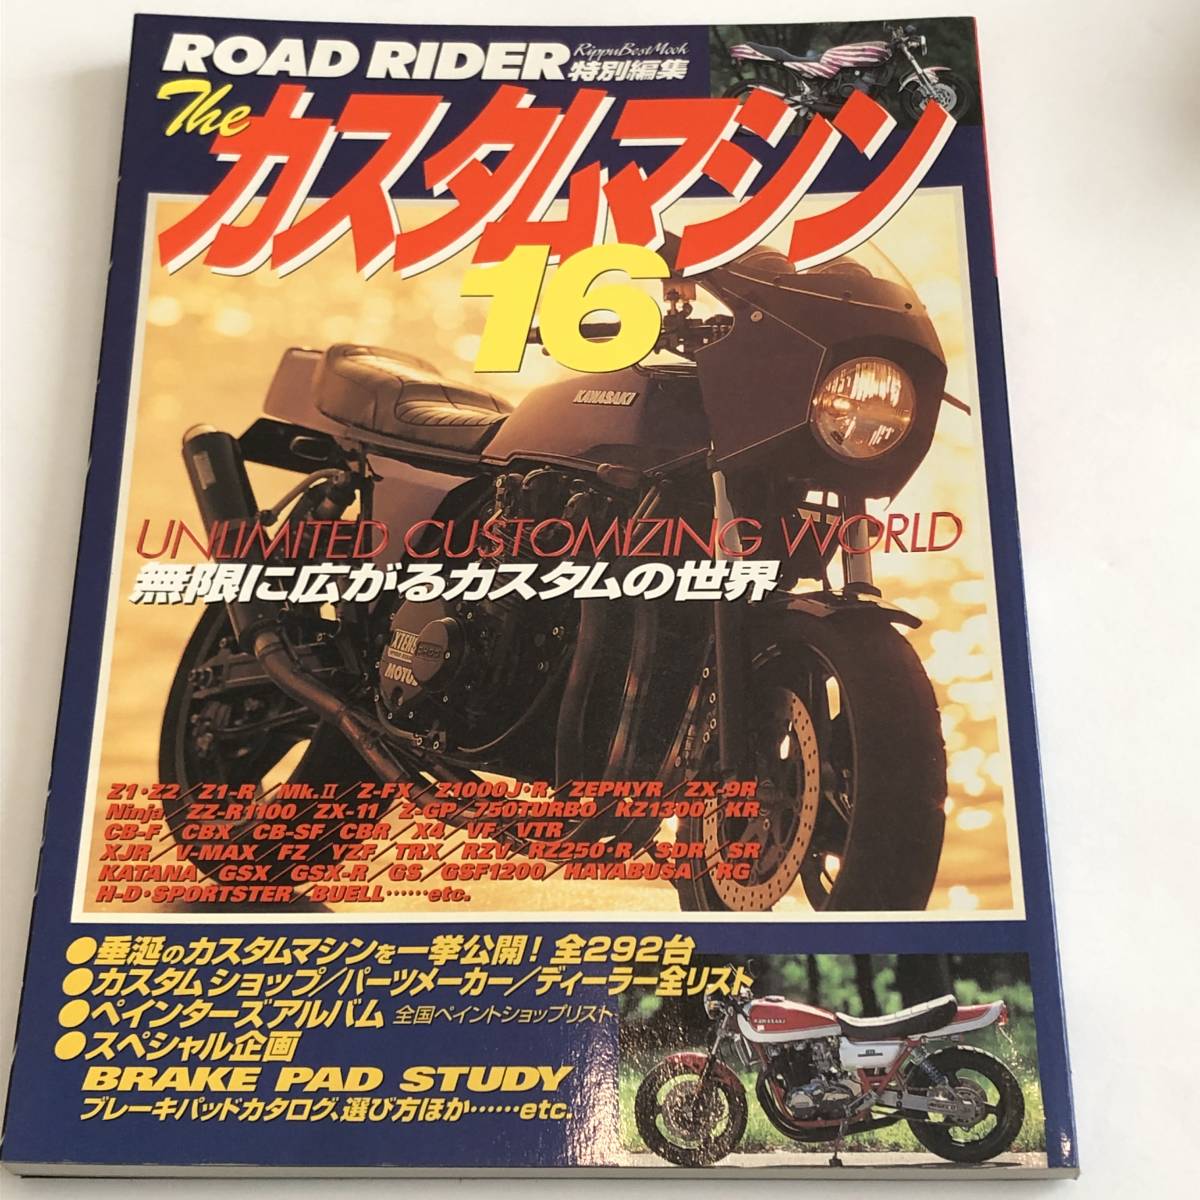 ROAD RIDER
RippuBestMook
特別編集
The
カスタムマシン
16
KAWASAKI
UNLIMITED CUSTOMIZING WORLD
無限に広がるカスタムの世界
MOTUL
Z1・Z2／Z1-R／Mk.Ⅱ／Z-FX／Z1000J・R／ZEPHYR／ZX-9R
Ninja／ZZ-R1100／ZX-11／Z-GP／750TURBO／KZ1300／KR
CB-F／CBX／CB-SF／CBR／X4／VF／VTR
XJR／V-MAX／FZ／YZF／TRX／RZV／RZ250・R／SDR／SR
KATANA／GSX／GSX-R／GS／GSF1200／HAYABUSA／RG
H-D・SPORTSTER／BUELL……etc.
●垂涎のカスタムマシンを一挙公開！全292台
●カスタムショップ／パーツメーカー／ディーラー全リスト
●ペインターズアルバム 全国ペイントショップリスト
●スペシャル企画
BRAKE PAD STUDY
ブレーキパッドカタログ、選び方ほか……etc.
KAWASAKI